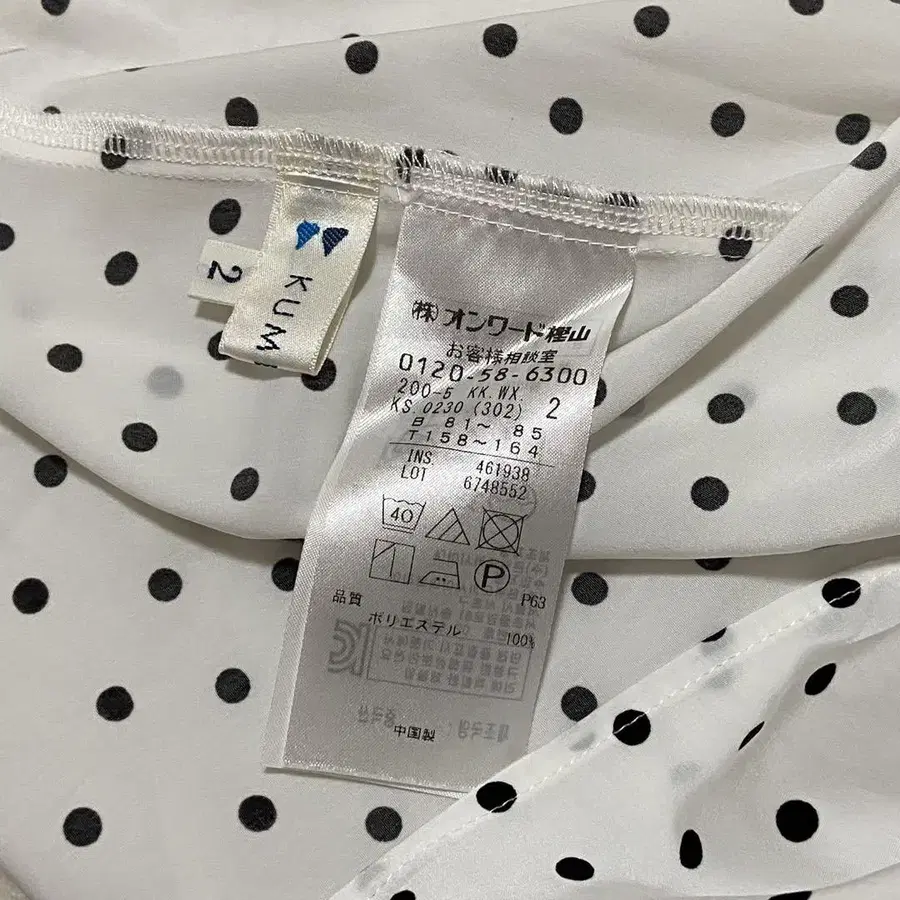 2
KUM
(株)オンワード樫山
お客様相談室
0120-58-6300
200-5 KK.WX. 2
KS.0230(302)
B 81～ 85
T158～164
INS. 461938
LOT 6748552
40
P
P63
品質
ポリエステル 100%
中国製